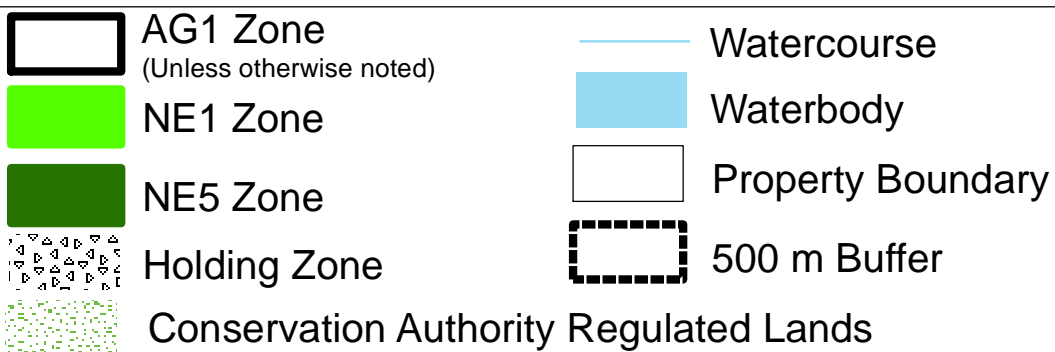 AG1 Zone
(Unless otherwise noted)
NE1 Zone
NE5 Zone
Holding Zone
Conservation Authority Regulated Lands
Watercourse
Waterbody
Property Boundary
500 m Buffer